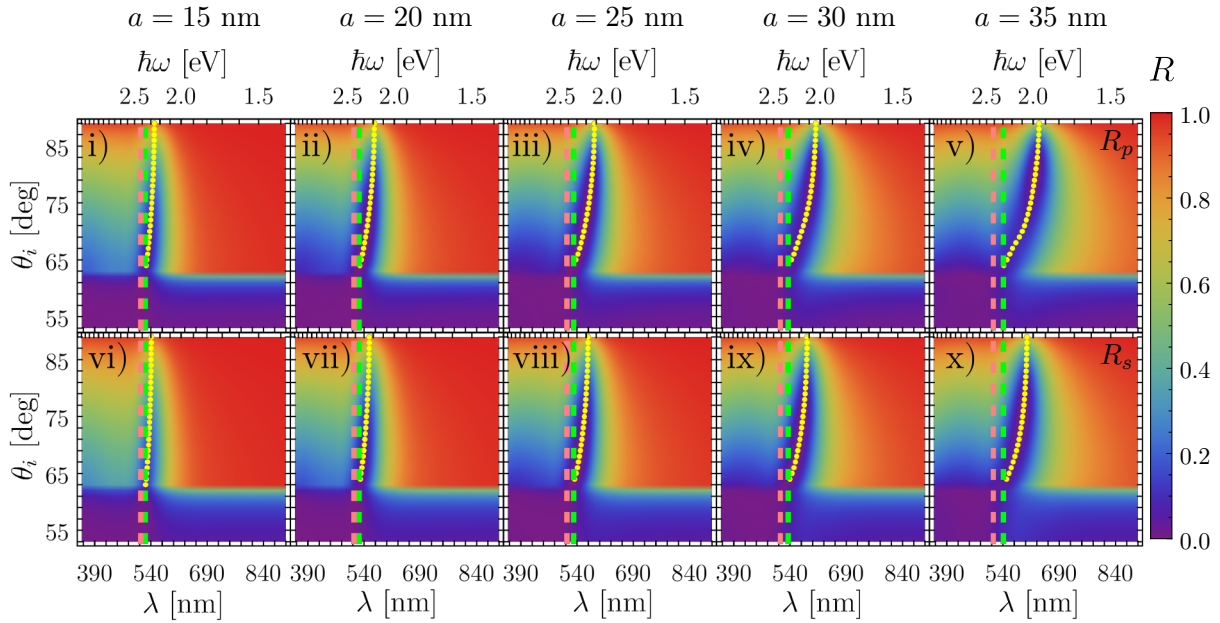 a = 15 nm a = 20 nm a = 25 nm a = 30 nm a = 35 nm
ħω [eV] ħω [eV] ħω [eV] ħω [eV] ħω [eV] R
2.5 2.0 1.5 2.5 2.0 1.5 2.5 2.0 1.5 2.5 2.0 1.5 2.5 2.0 1.5
i) ii) iii) iv) v) R_p
θ_i [deg] 85 75 65 55
vi) vii) viii) ix) x) R_s
θ_i [deg] 85 75 65 55
1.0
0.8
0.6
0.4
0.2
0.0
390 540 690 840 390 540 690 840 390 540 690 840 390 540 690 840 390 540 690 840
λ [nm] λ [nm] λ [nm] λ [nm] λ [nm]